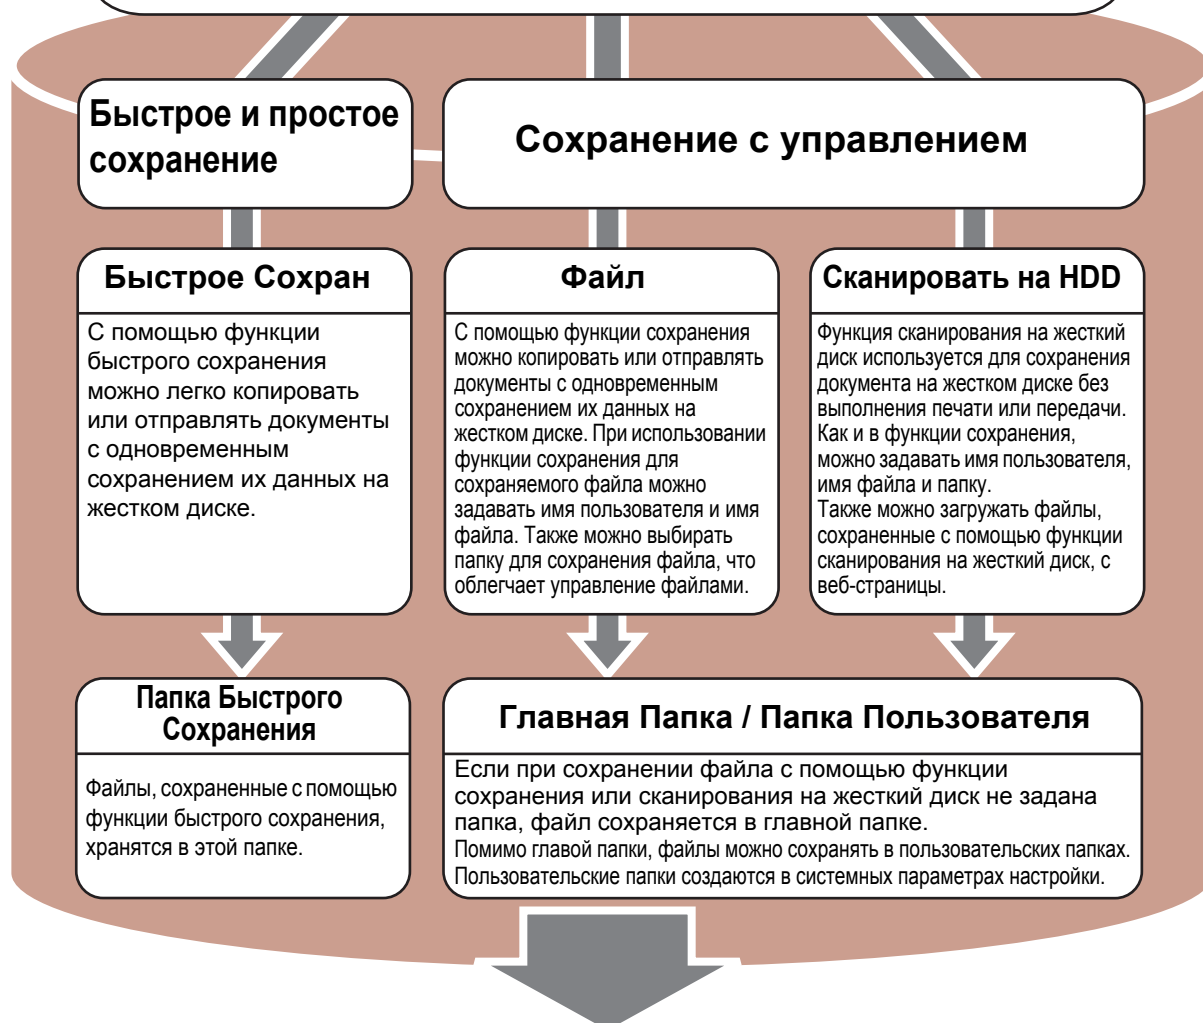 Быстрое и простое
сохранение
Сохранение с управлением
Быстрое Сохран
С помощью функции
быстрого сохранения
можно легко копировать
или отправлять документы
с одновременным
сохранением их данных на
жестком диске.
Файл
С помощью функции сохранения
можно копировать или отправлять
документы с одновременным
сохранением их данных на
жестком диске. При использовании
функции сохранения для
сохраняемого файла можно
задавать имя пользователя и имя
файла. Также можно выбирать
папку для сохранения файла, что
облегчает управление файлами.
Сканировать на HDD
Функция сканирования на жесткий
диск используется для сохранения
документа на жестком диске без
выполнения печати или передачи.
Как и в функции сохранения,
можно задавать имя пользователя,
имя файла и папку.
Также можно загружать файлы,
сохраненные с помощью функции
сканирования на жесткий диск, с
веб-страницы.
Папка Быстрого
Сохранения
Файлы, сохраненные с помощью
функции быстрого сохранения,
хранятся в этой папке.
Главная Папка / Папка Пользователя
Если при сохранении файла с помощью функции
сохранения или сканирования на жесткий диск не задана
папка, файл сохраняется в главной папке.
Помимо главой папки, файлы можно сохранять в пользовательских папках.
Пользовательские папки создаются в системных параметрах настройки.